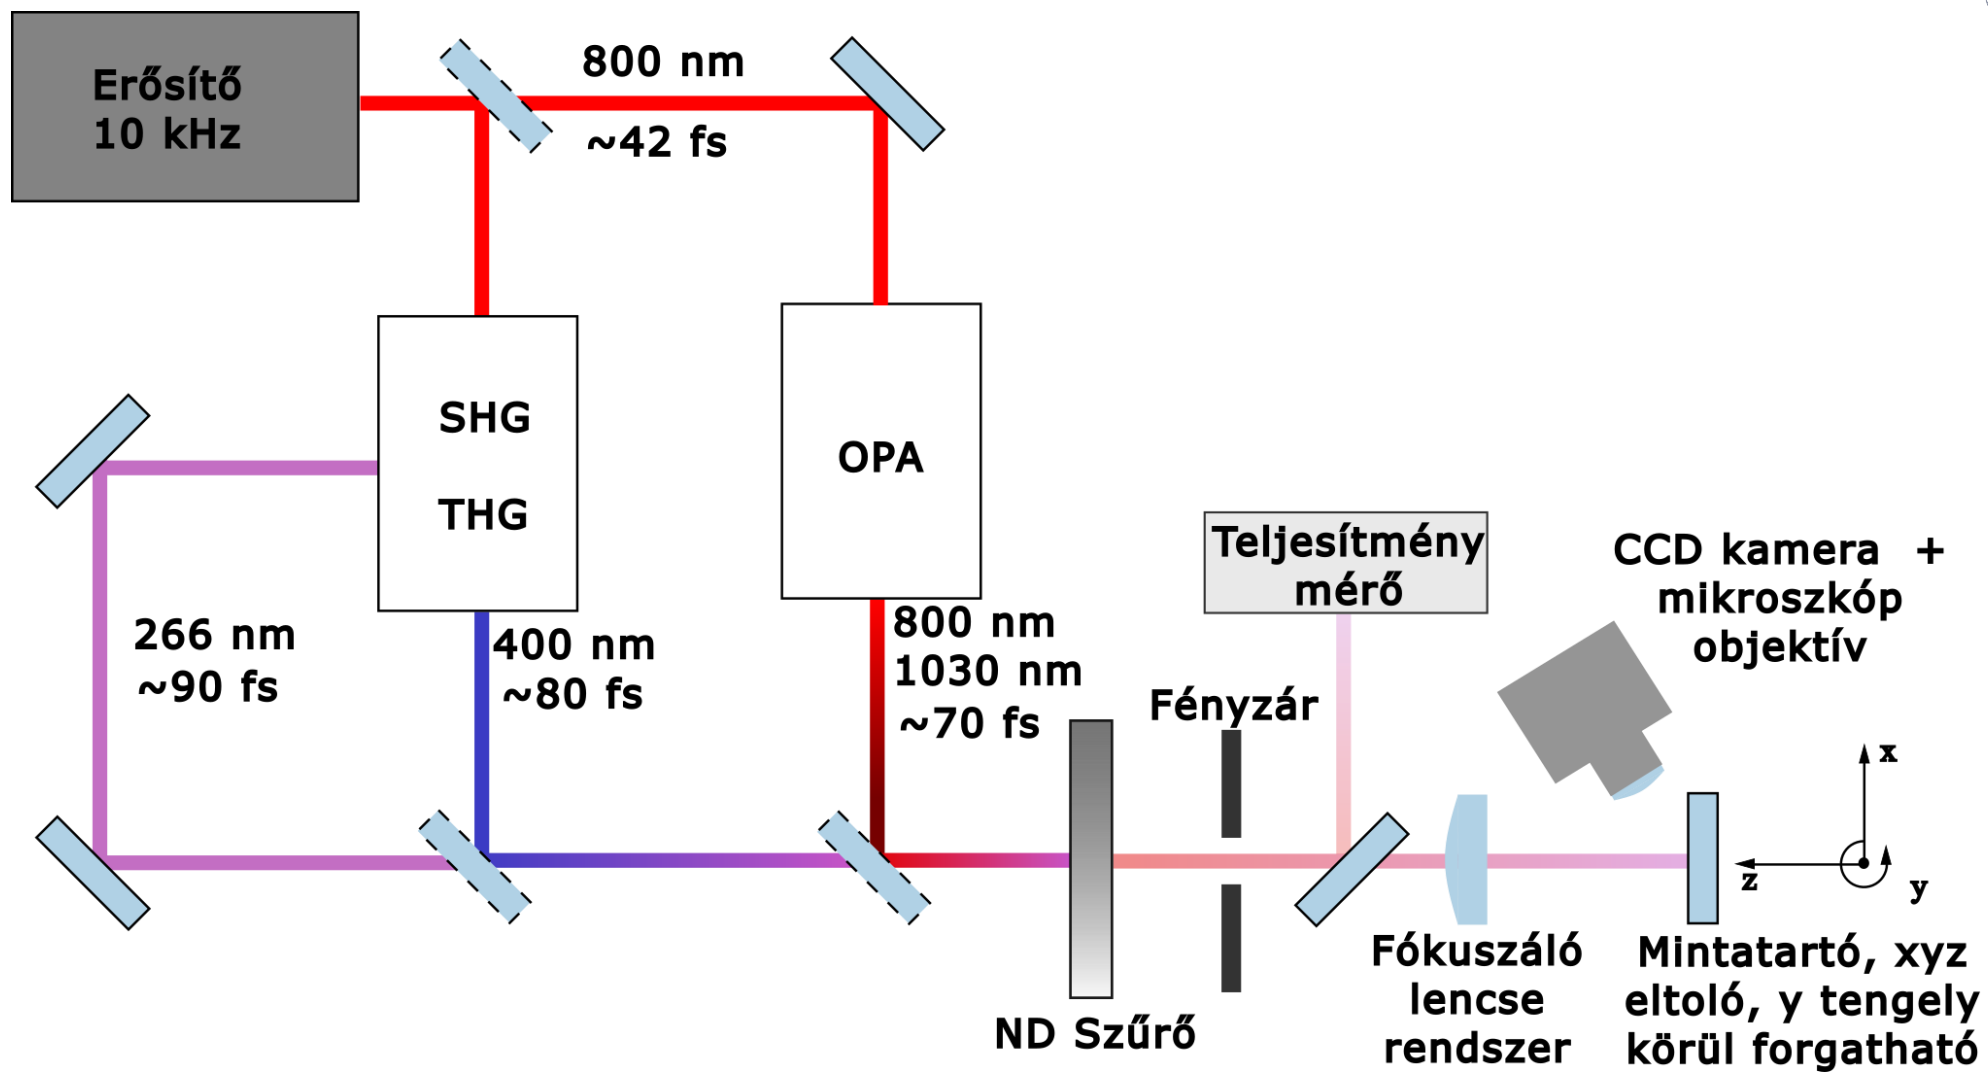 Erősítő
10 kHz
800 nm
~42 fs
SHG
THG
OPA
266 nm
~90 fs
400 nm
~80 fs
800 nm
1030 nm
~70 fs
Teljesítmény
mérő
Fényzár
CCD kamera +
mikroszkóp
objektív
x
z
y
ND Szűrő
Fókuszáló
lencse
rendszer
Mintatartó, xyz
eltoló, y tengely
körül forgatható